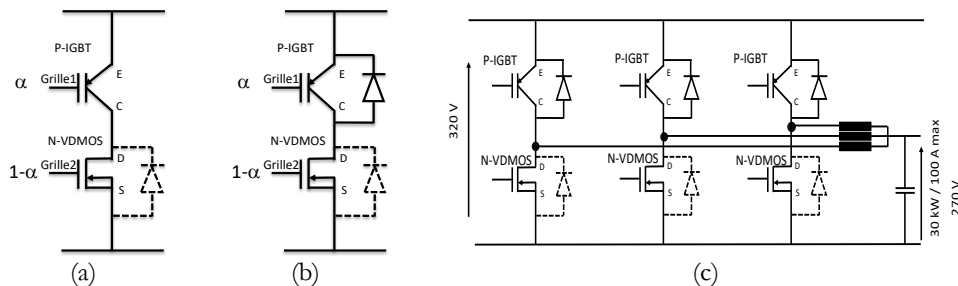 P-IGBT
α
Grille1
E
C
N-VDMOS
1-α
Grille2
D
S
(a)
P-IGBT
α
Grille1
E
C
N-VDMOS
1-α
Grille2
D
S
(b)
320 V
P-IGBT
E
C
P-IGBT
E
C
P-IGBT
E
C
N-VDMOS
D
S
N-VDMOS
D
S
N-VDMOS
D
S
30 kW / 100 A max
270 V
(c)